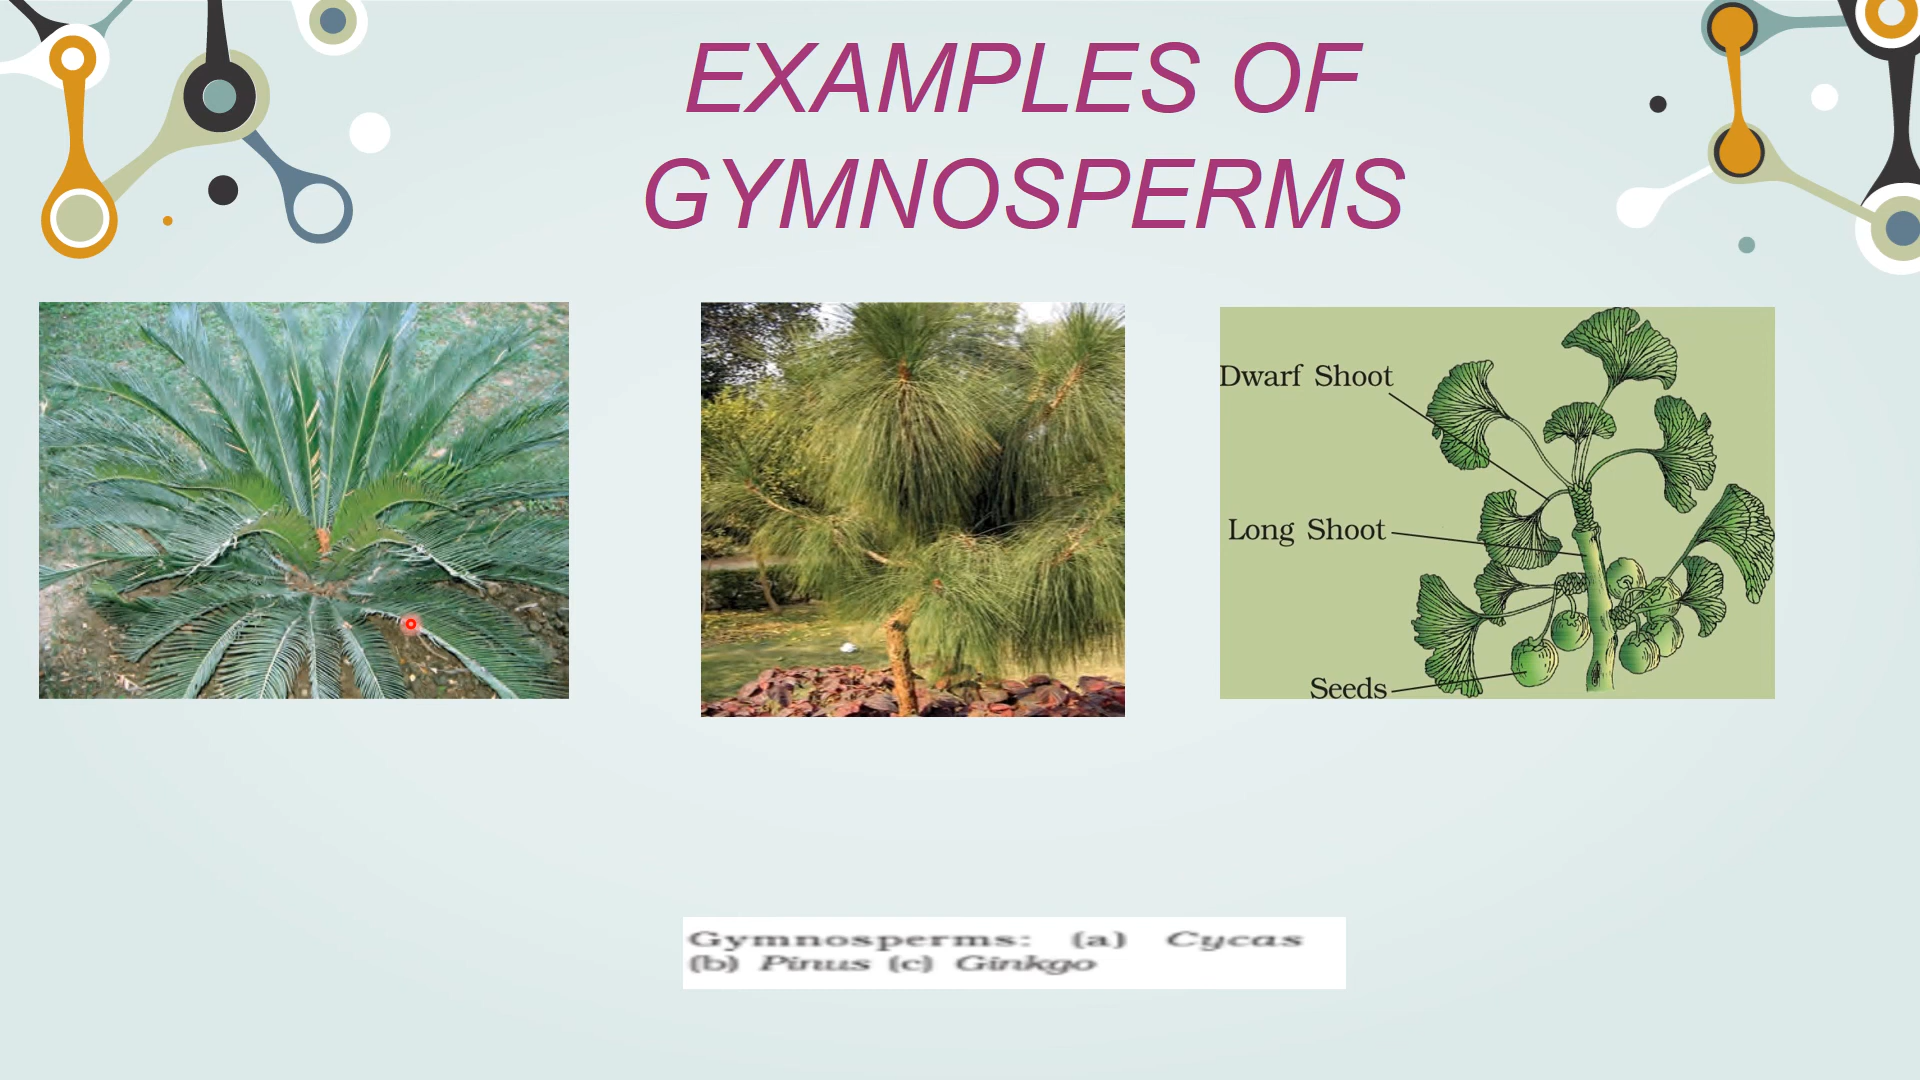 EXAMPLES OF
GYMNOSPERMS
Dwarf Shoot
Long Shoot
Seeds
Gymnosperms: (a) Cycas
(b) Pinus (c) Ginkgo